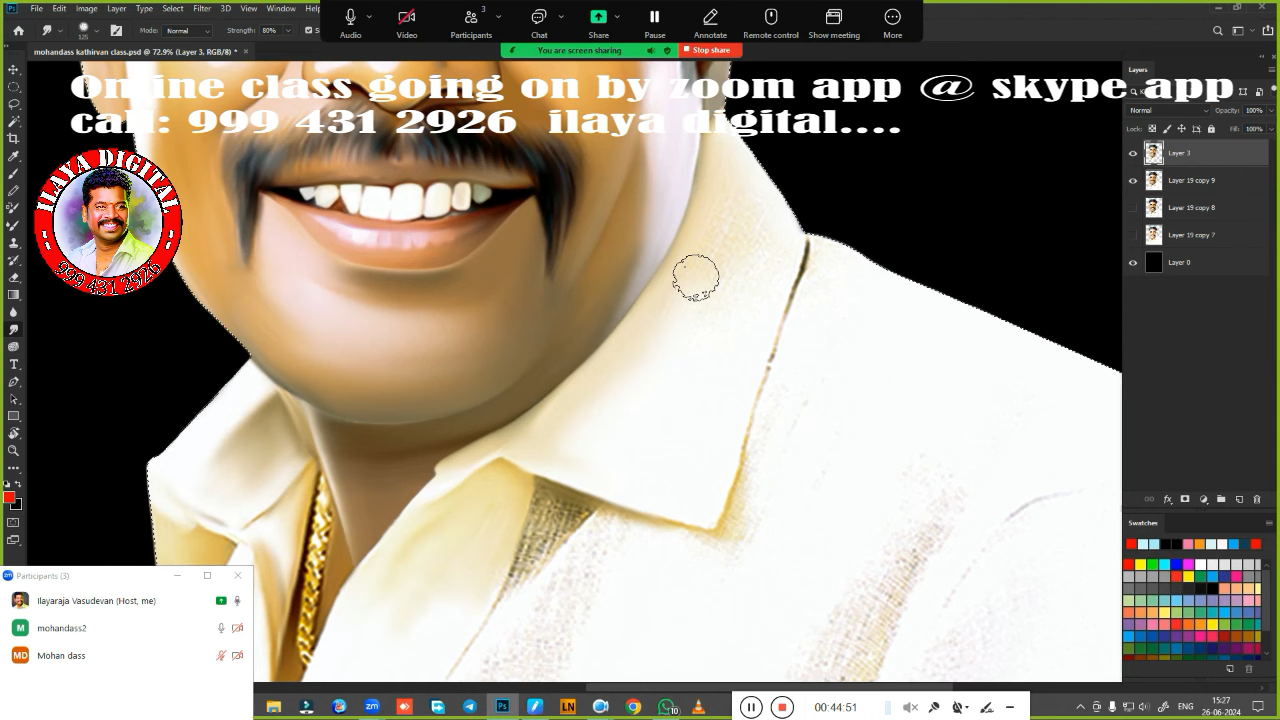 File Edit Image Layer Type Select Filter 3D View Window
Audio Video Participants 3 Chat Share Pause Annotate Remote control Show meeting More
Mode: Normal Strength: 80%
You are screen sharing Stop share
mohandass kathirvan class.psd @ 72.9% (Layer 3, RGB/8) *
Online class going on by zoom app @ skype app
call: 999 431 2926 ilaya digital....
ILAYA DIGITAL
999 431 2926
Layers
Normal Opacity: 100%
Lock: Fill: 100%
Layer 3
Layer 19 copy 9
Layer 19 copy 8
Layer 19 copy 7
Layer 0
Swatches
Participants (3)
Ilayaraja Vasudevan (Host, me)
M mohandass2
MD Mohan dass
00:44:51
ENG
15:27
26-06-2024